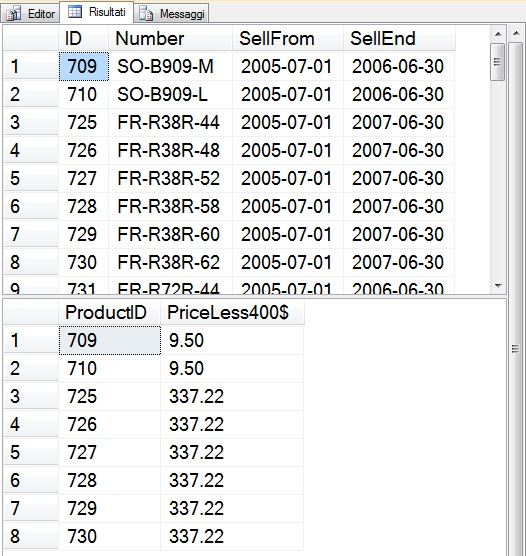 Editor Risultati Messaggi
ID Number SellFrom SellEnd
1 709 SO-B909-M 2005-07-01 2006-06-30
2 710 SO-B909-L 2005-07-01 2006-06-30
3 725 FR-R38R-44 2005-07-01 2007-06-30
4 726 FR-R38R-48 2005-07-01 2007-06-30
5 727 FR-R38R-52 2005-07-01 2007-06-30
6 728 FR-R38R-58 2005-07-01 2007-06-30
7 729 FR-R38R-60 2005-07-01 2007-06-30
8 730 FR-R38R-62 2005-07-01 2007-06-30
9 731 FR-R72R-44 2005-07-01 2006-06-30
ProductID PriceLess400$
1 709 9.50
2 710 9.50
3 725 337.22
4 726 337.22
5 727 337.22
6 728 337.22
7 729 337.22
8 730 337.22